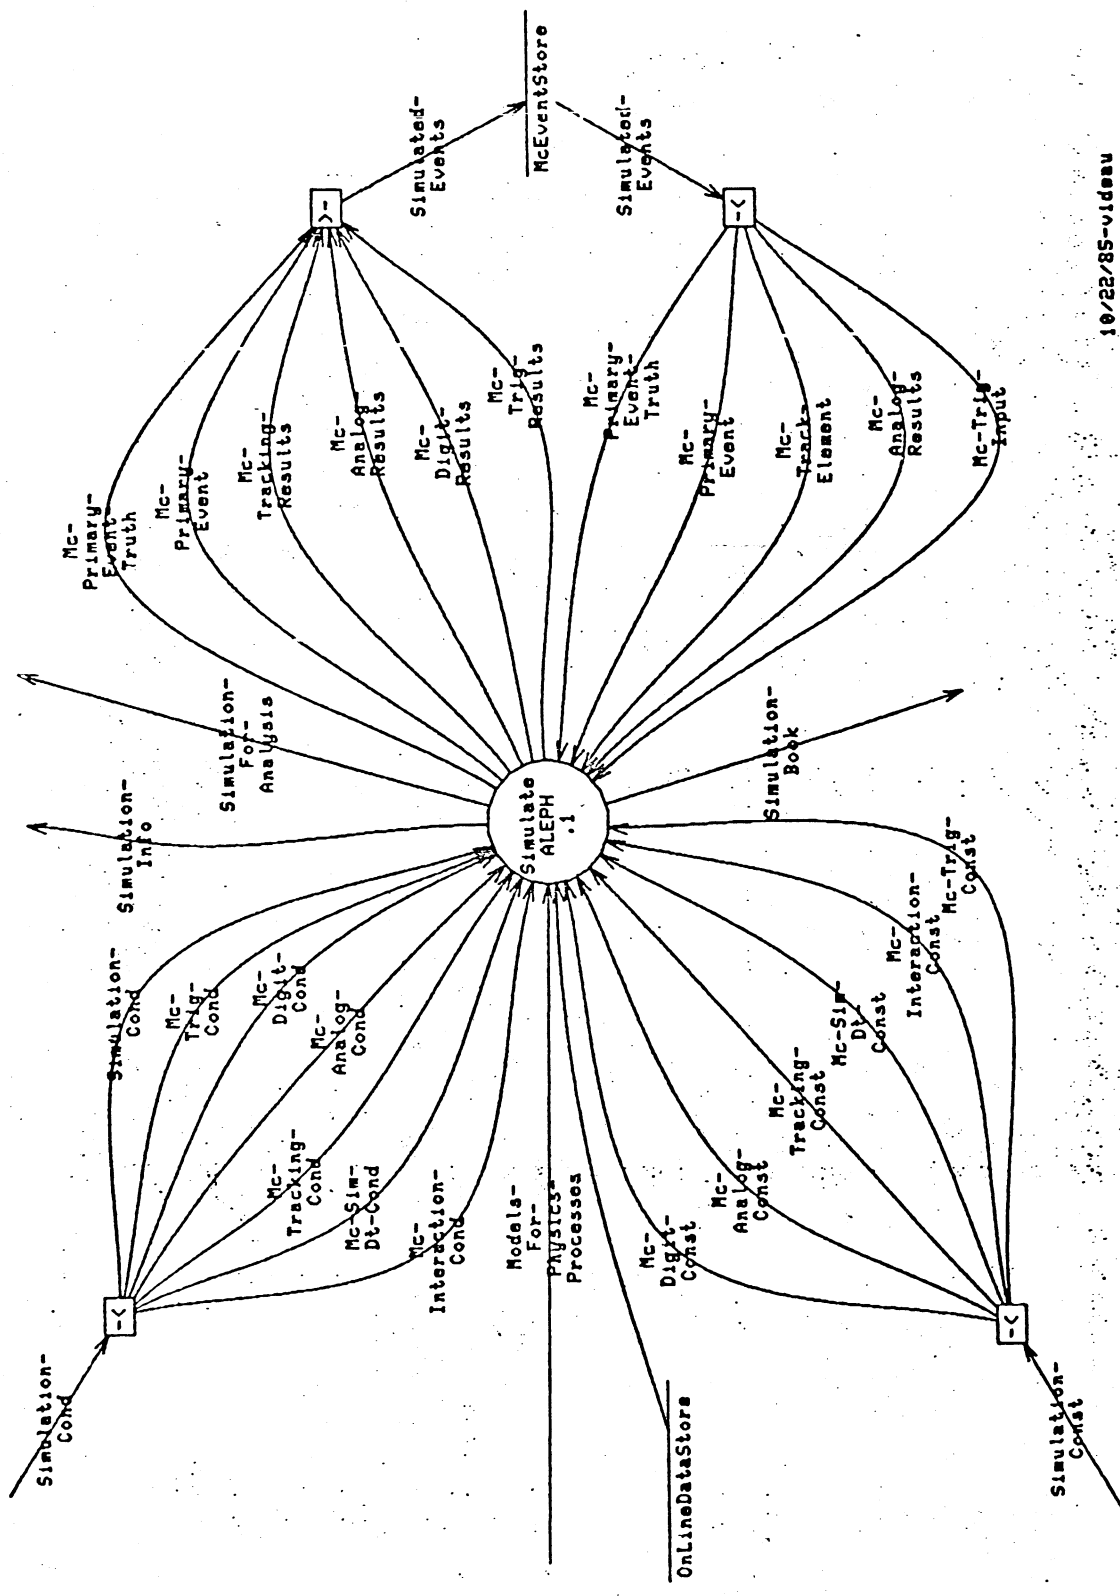 Simulation-
Cond
Simulation-
Cond
Mc-
Trig-
Cond
Mc-
Digit-
Cond
Mc-
Analog-
Cond
Mc-
Tracking-
Cond
Mc-Sim-
Dt-Cond
Mc-
Interaction-
Cond
Models-
For-
Physics-
Processes
OnLineDataStore
Mc-
Digit-
Const
Mc-
Analog-
Const
Mc-
Tracking-
Const
Mc-Sim-
Dt-
Const
Mc-
Interaction-
Const
Mc-Trig-
Const
Simulation-
Const
-<
-<
Simulation-
Info
Simulation-
For-
Analysis
Simulate
ALEPH
.1
Simulation-
Book
Mc-
Primary-
Event-
Truth
Mc-
Primary-
Event
Mc-
Tracking-
Results
Mc-
Analog-
Results
Mc-
Digit-
Results
Mc-
Trig-
Results
Mc-
Primary-
Event-
Truth
Mc-
Primary-
Event
Mc-
Track-
Element
Mc-
Analog-
Results
Mc-Trig-
Input
>-
-<
Simulated-
Events
McEventStore
Simulated-
Events
10/22/85-videau